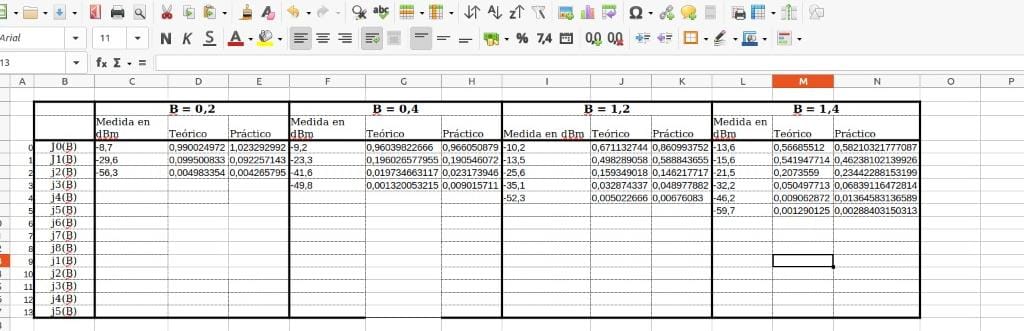 Arial 11 N K S A % 7,4 0,0 0,0
13 fx Σ =
A B C D E F G H I J K L M N O P
B = 0,2 B = 0,4 B = 1,2 B = 1,4
Medida en dBm Teórico Práctico Medida en dBm Teórico Práctico Medida en dBm Teórico Práctico Medida en dBm Teórico Práctico
0 J0(B) -8,7 0,990024972 1,023292992 -9,2 0,96039822666 0,966050879 -10,2 0,671132744 0,860993752 -13,6 0,56685512 0,58210321777087
1 J1(B) -29,6 0,099500833 0,092257143 -23,3 0,196026577955 0,190546072 -13,5 0,498289058 0,588843655 -15,6 0,541947714 0,46238102139926
2 j2(B) -56,3 0,004983354 0,004265795 -41,6 0,019734663117 0,023173946 -25,6 0,159349018 0,146217717 -21,5 0,2073559 0,23442288153199
3 j3(B) -49,8 0,001320053215 0,009015711 -35,1 0,032874337 0,048977882 -32,2 0,050497713 0,06839116472814
4 j4(B) -52,3 0,005022666 0,00676083 -46,2 0,009062872 0,01364583136589
5 j5(B) -59,7 0,001290125 0,00288403150313
6 j6(B)
7 j7(B)
8 j8(B)
9 j1(B)
10 j2(B)
11 j3(B)
12 j4(B)
13 j5(B)